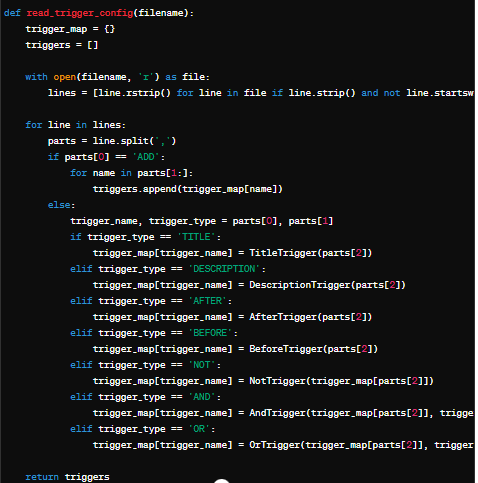 def read_trigger_config(filename):
    trigger_map = {}
    triggers = []
    with open(filename, 'r') as file:
        lines = [line.rstrip() for line in file if line.strip() and not line.startsw
    for line in lines:
        parts = line.split(',')
        if parts[0] == 'ADD':
            for name in parts[1:]:
                triggers.append(trigger_map[name])
        else:
            trigger_name, trigger_type = parts[0], parts[1]
            if trigger_type == 'TITLE':
                trigger_map[trigger_name] = TitleTrigger(parts[2])
            elif trigger_type == 'DESCRIPTION':
                trigger_map[trigger_name] = DescriptionTrigger(parts[2])
            elif trigger_type == 'AFTER':
                trigger_map[trigger_name] = AfterTrigger(parts[2])
            elif trigger_type == 'BEFORE':
                trigger_map[trigger_name] = BeforeTrigger(parts[2])
            elif trigger_type == 'NOT':
                trigger_map[trigger_name] = NotTrigger(trigger_map[parts[2]])
            elif trigger_type == 'AND':
                trigger_map[trigger_name] = AndTrigger(trigger_map[parts[2]], trigge
            elif trigger_type == 'OR':
                trigger_map[trigger_name] = OrTrigger(trigger_map[parts[2]], trigger
    return triggers